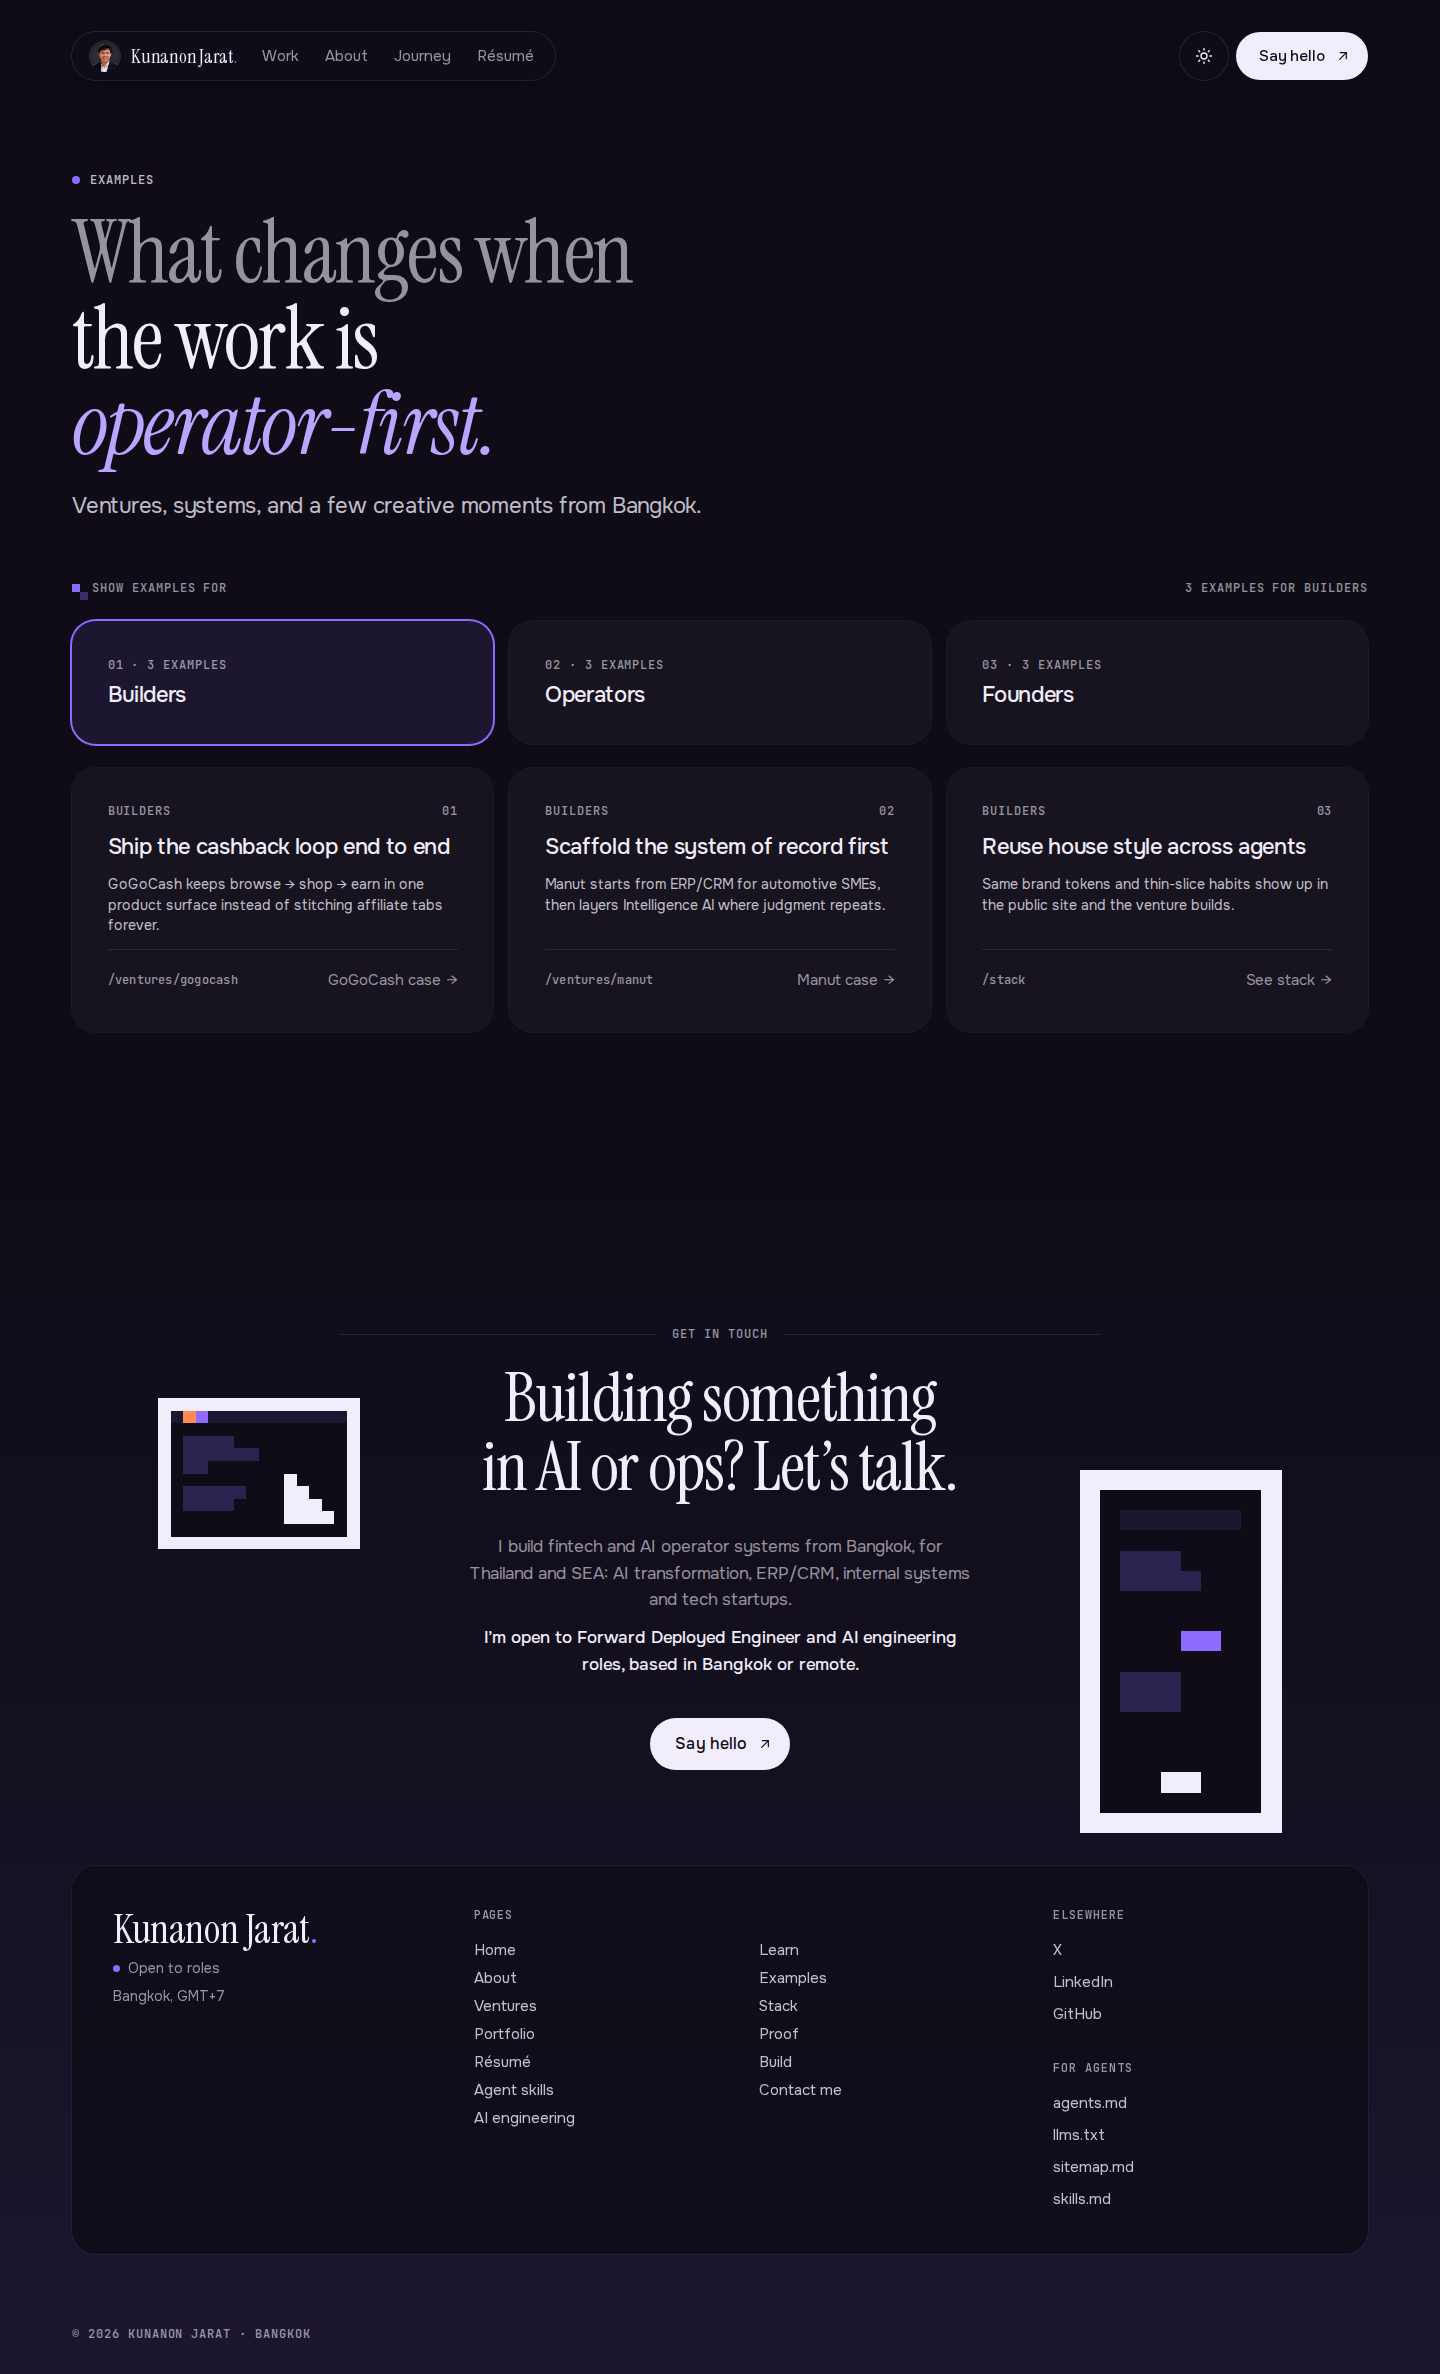 Kunanon Jarat.
Work
About
Journey
Résumé
Say hello
EXAMPLES
What changes when
the work is
operator-first.
Ventures, systems, and a few creative moments from Bangkok.
SHOW EXAMPLES FOR
3 EXAMPLES FOR BUILDERS
01 · 3 EXAMPLES
Builders
02 · 3 EXAMPLES
Operators
03 · 3 EXAMPLES
Founders
BUILDERS 01
Ship the cashback loop end to end
GoGoCash keeps browse → shop → earn in one
product surface instead of stitching affiliate tabs
forever.
/ventures/gogocash GoGoCash case →
BUILDERS 02
Scaffold the system of record first
Manut starts from ERP/CRM for automotive SMEs,
then layers Intelligence AI where judgment repeats.
/ventures/manut Manut case →
BUILDERS 03
Reuse house style across agents
Same brand tokens and thin-slice habits show up in
the public site and the venture builds.
/stack See stack →
GET IN TOUCH
Building something
in AI or ops? Let’s talk.
I build fintech and AI operator systems from Bangkok, for
Thailand and SEA: AI transformation, ERP/CRM, internal systems
and tech startups.
I’m open to Forward Deployed Engineer and AI engineering
roles, based in Bangkok or remote.
Say hello
Kunanon Jarat.
Open to roles
Bangkok, GMT+7
PAGES
Home
About
Ventures
Portfolio
Résumé
Agent skills
AI engineering
Learn
Examples
Stack
Proof
Build
Contact me
ELSEWHERE
X
LinkedIn
GitHub
FOR AGENTS
agents.md
llms.txt
sitemap.md
skills.md
© 2026 KUNANON JARAT · BANGKOK